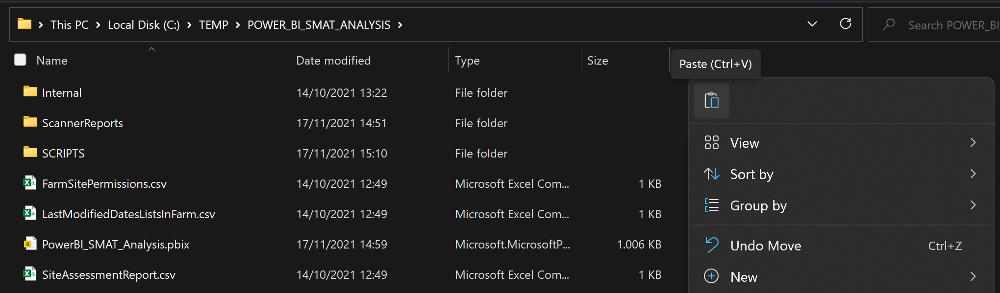 This PC > Local Disk (C:) > TEMP > POWER_BI_SMAT_ANALYSIS >
Search POWER_BI_
Name Date modified Type Size
Internal 14/10/2021 13:22 File folder
ScannerReports 17/11/2021 14:51 File folder
SCRIPTS 17/11/2021 15:10 File folder
FarmSitePermissions.csv 14/10/2021 12:49 Microsoft Excel Com... 1 KB
LastModifiedDatesListsInFarm.csv 14/10/2021 12:49 Microsoft Excel Com... 1 KB
PowerBI_SMAT_Analysis.pbix 17/11/2021 14:59 Microsoft.MicrosoftP... 1.006 KB
SiteAssessmentReport.csv 14/10/2021 12:49 Microsoft Excel Com... 1 KB
Paste (Ctrl+V)
View
Sort by
Group by
Undo Move Ctrl+Z
New